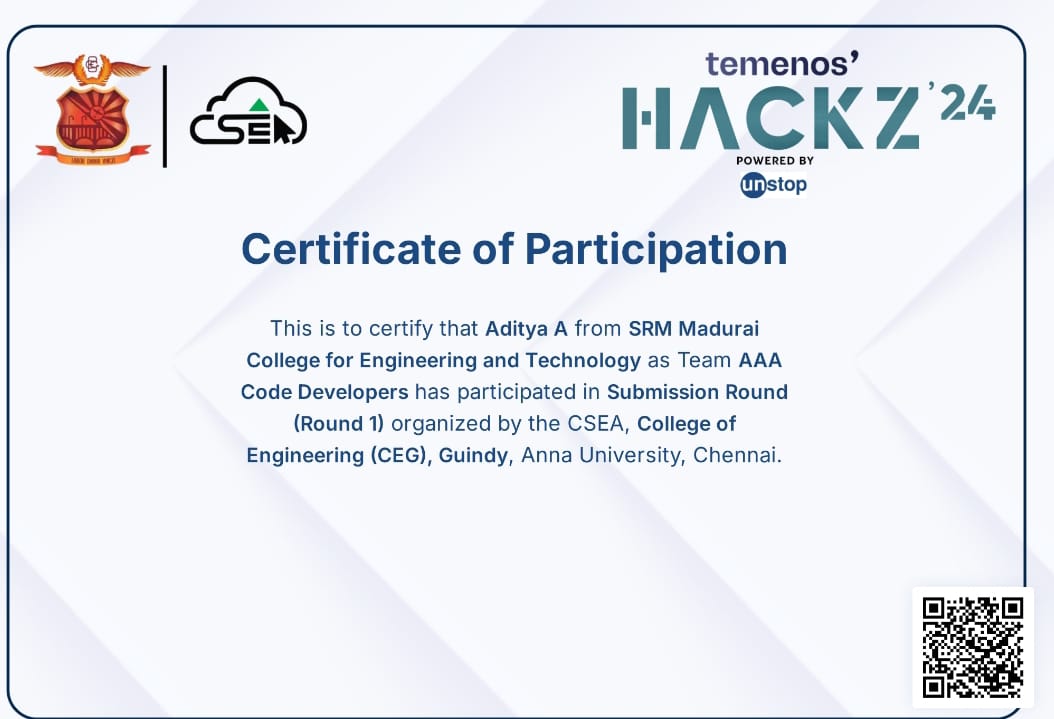 CSEA
temenos’
HACKZ’24
POWERED BY
unstop
Certificate of Participation
This is to certify that Aditya A from SRM Madurai
College for Engineering and Technology as Team AAA
Code Developers has participated in Submission Round
(Round 1) organized by the CSEA, College of
Engineering (CEG), Guindy, Anna University, Chennai.